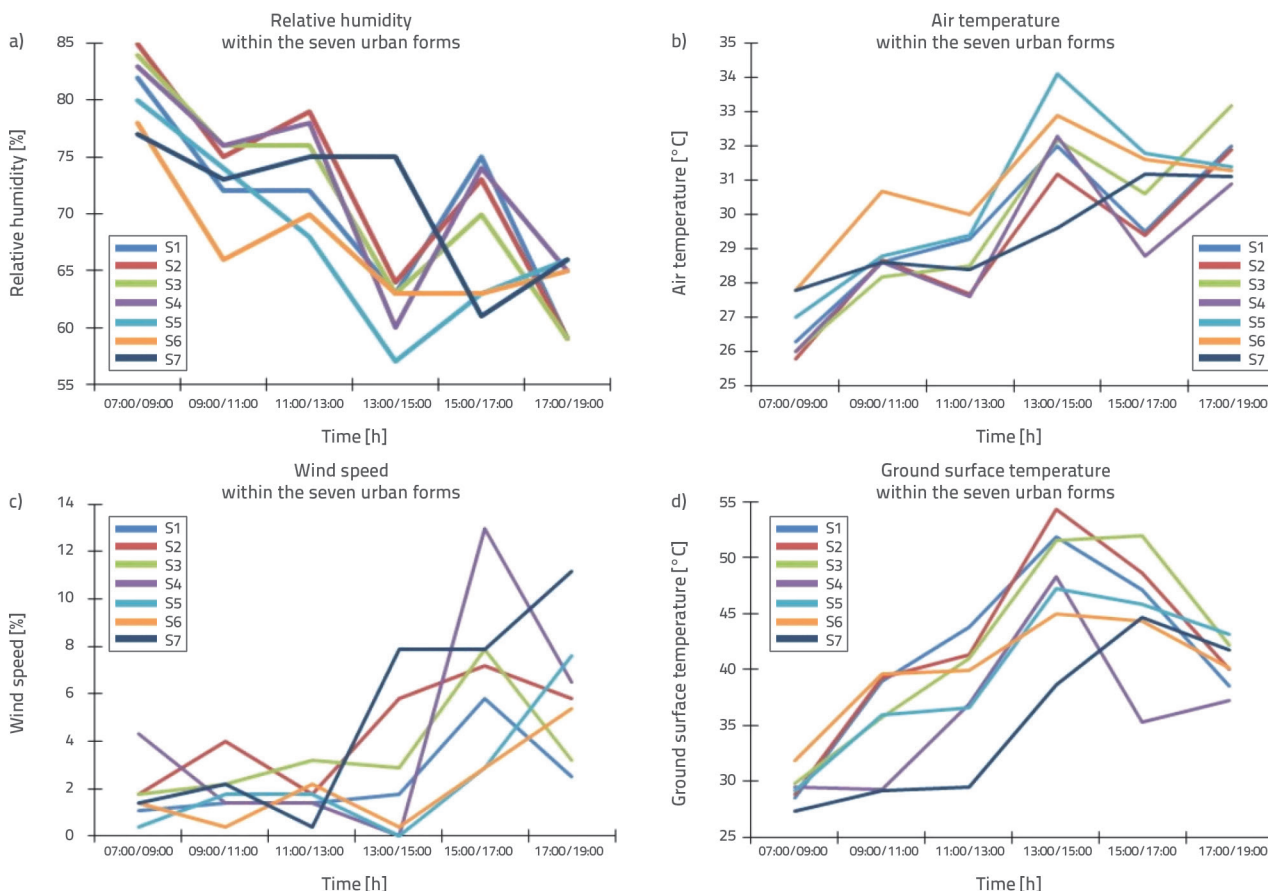 a)
Relative humidity
within the seven urban forms
Relative humidity [%]
85
80
75
70
65
60
55
S1
S2
S3
S4
S5
S6
S7
07:00/09:00 09:00/11:00 11:00/13:00 13:00/15:00 15:00/17:00 17:00/19:00
Time [h]
b)
Air temperature
within the seven urban forms
Air temperature [°C]
35
34
33
32
31
30
29
28
27
26
25
S1
S2
S3
S4
S5
S6
S7
07:00/09:00 09:00/11:00 11:00/13:00 13:00/15:00 15:00/17:00 17:00/19:00
Time [h]
c)
Wind speed
within the seven urban forms
Wind speed [%]
14
12
10
8
6
4
2
0
S1
S2
S3
S4
S5
S6
S7
07:00/09:00 09:00/11:00 11:00/13:00 13:00/15:00 15:00/17:00 17:00/19:00
Time [h]
d)
Ground surface temperature
within the seven urban forms
Ground surface temperature [°C]
55
50
45
40
35
30
25
S1
S2
S3
S4
S5
S6
S7
07:00/09:00 09:00/11:00 11:00/13:00 13:00/15:00 15:00/17:00 17:00/19:00
Time [h]